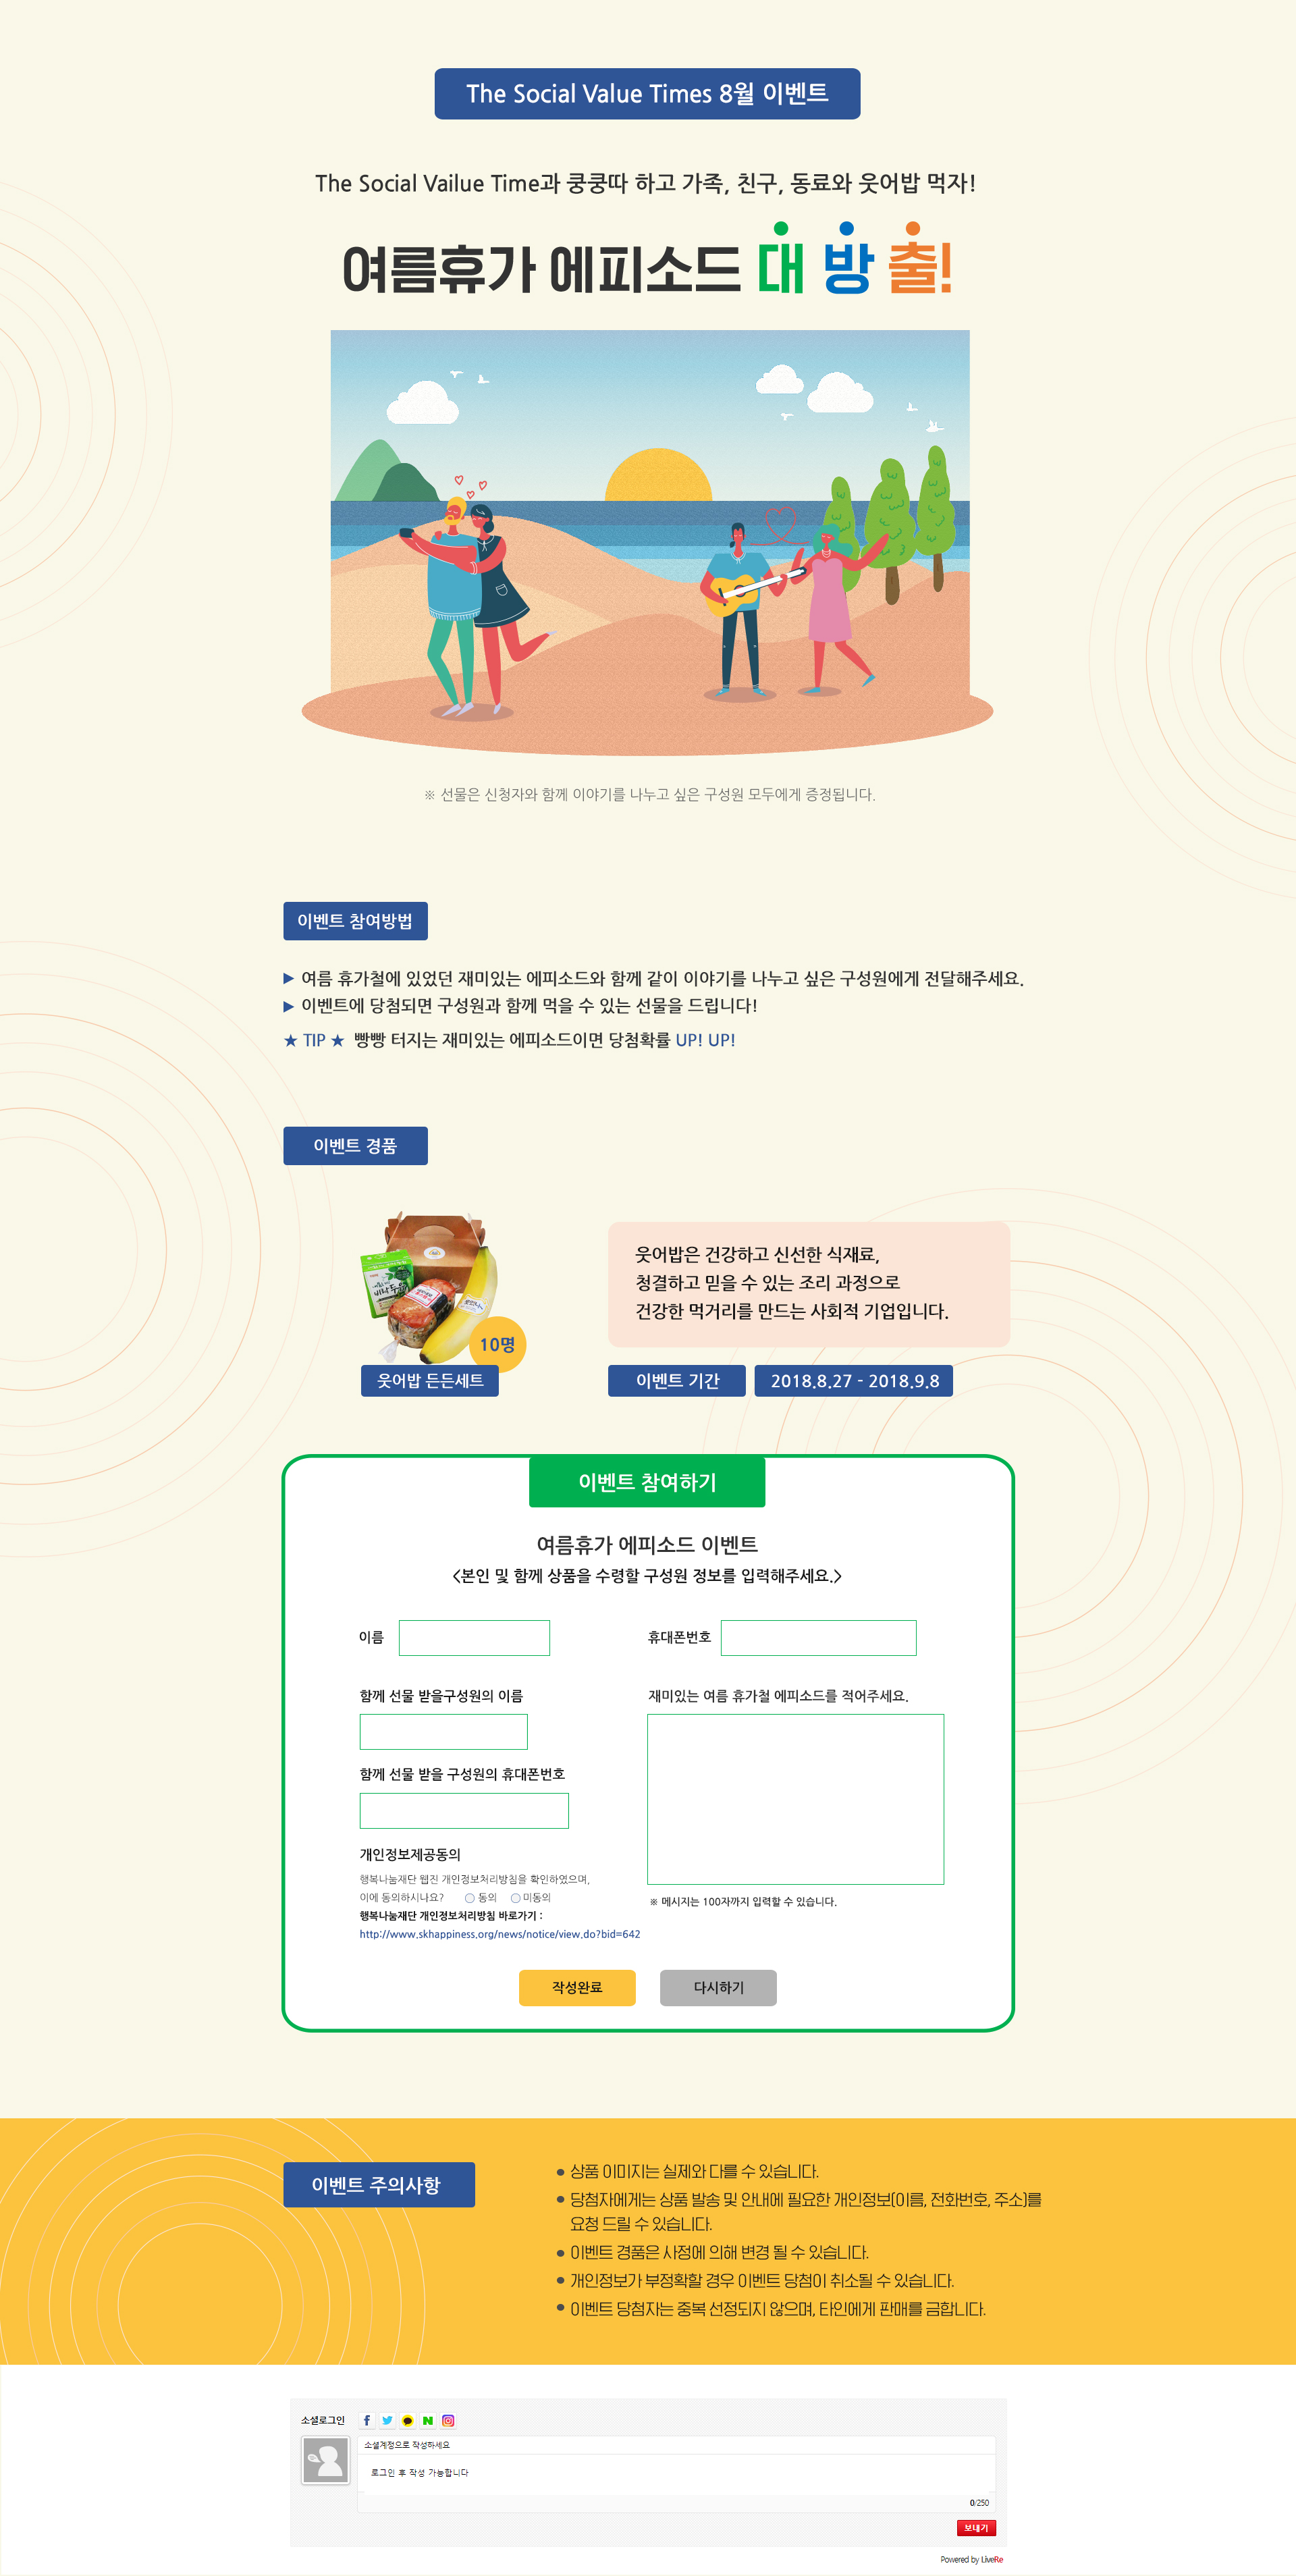 The Social Value Times 8월 이벤트
The Social Vailue Time과 쿵쿵따 하고 가족, 친구, 동료와 웃어밥 먹자!
여름휴가 에피소드 대 방 출!
※ 선물은 신청자와 함께 이야기를 나누고 싶은 구성원 모두에게 증정됩니다.
이벤트 참여방법
▶ 여름 휴가철에 있었던 재미있는 에피소드와 함께 같이 이야기를 나누고 싶은 구성원에게 전달해주세요.
▶ 이벤트에 당첨되면 구성원과 함께 먹을 수 있는 선물을 드립니다!
★ TIP ★ 빵빵 터지는 재미있는 에피소드이면 당첨확률 UP! UP!
이벤트 경품
10명
웃어밥 든든세트
웃어밥은 건강하고 신선한 식재료,
청결하고 믿을 수 있는 조리 과정으로
건강한 먹거리를 만드는 사회적 기업입니다.
이벤트 기간
2018.8.27 - 2018.9.8
이벤트 참여하기
여름휴가 에피소드 이벤트
<본인 및 함께 상품을 수령할 구성원 정보를 입력해주세요.>
이름
휴대폰번호
함께 선물 받을구성원의 이름
함께 선물 받을 구성원의 휴대폰번호
개인정보제공동의
행복나눔재단 웹진 개인정보처리방침을 확인하였으며,
이에 동의하시나요? 동의 미동의
행복나눔재단 개인정보처리방침 바로가기 :
http://www.skhappiness.org/news/notice/view.do?bid=642
재미있는 여름 휴가철 에피소드를 적어주세요.
※ 메시지는 100자까지 입력할 수 있습니다.
작성완료
다시하기
이벤트 주의사항
● 상품 이미지는 실제와 다를 수 있습니다.
● 당첨자에게는 상품 발송 및 안내에 필요한 개인정보(이름, 전화번호, 주소)를
요청 드릴 수 있습니다.
● 이벤트 경품은 사정에 의해 변경 될 수 있습니다.
● 개인정보가 부정확할 경우 이벤트 당첨이 취소될 수 있습니다.
● 이벤트 당첨자는 중복 선정되지 않으며, 타인에게 판매를 금합니다.
소셜로그인
소셜계정으로 작성하세요
로그인 후 작성 가능합니다
0/250
보내기
Powered by LiveRe